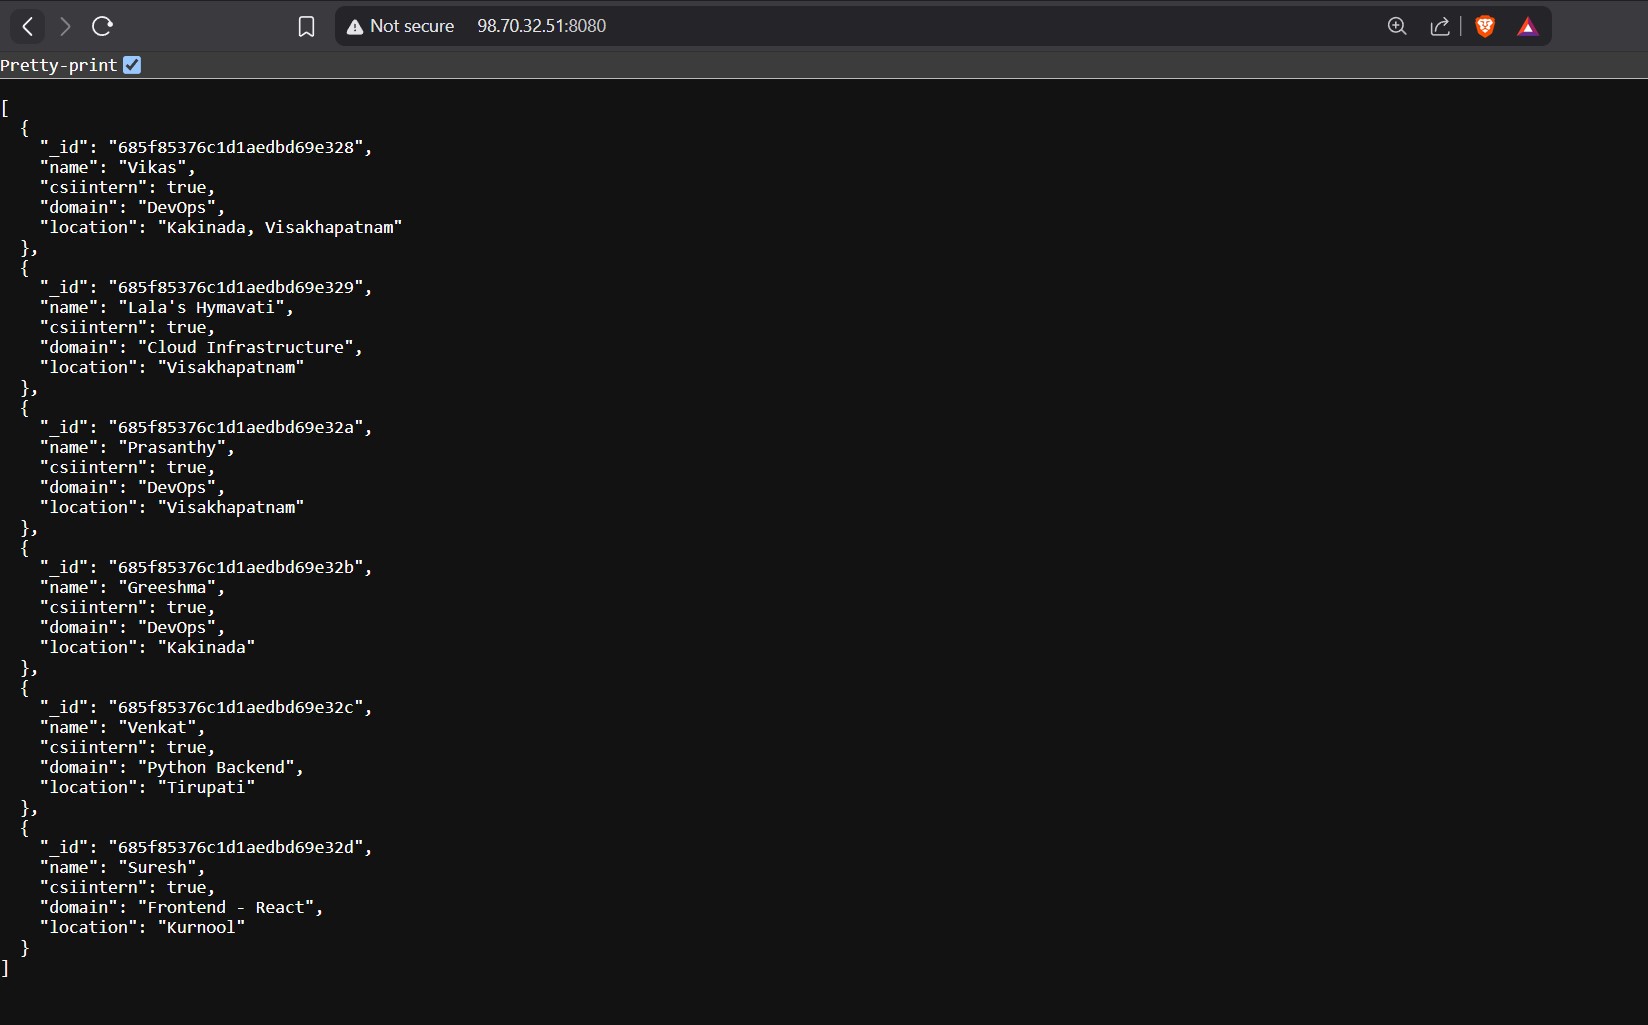 Not secure 98.70.32.51:8080
Pretty-print
[
  {
    "_id": "685f85376c1d1aedbd69e328",
    "name": "Vikas",
    "csiintern": true,
    "domain": "DevOps",
    "location": "Kakinada, Visakhapatnam"
  },
  {
    "_id": "685f85376c1d1aedbd69e329",
    "name": "Lala's Hymavati",
    "csiintern": true,
    "domain": "Cloud Infrastructure",
    "location": "Visakhapatnam"
  },
  {
    "_id": "685f85376c1d1aedbd69e32a",
    "name": "Prasanthy",
    "csiintern": true,
    "domain": "DevOps",
    "location": "Visakhapatnam"
  },
  {
    "_id": "685f85376c1d1aedbd69e32b",
    "name": "Greeshma",
    "csiintern": true,
    "domain": "DevOps",
    "location": "Kakinada"
  },
  {
    "_id": "685f85376c1d1aedbd69e32c",
    "name": "Venkat",
    "csiintern": true,
    "domain": "Python Backend",
    "location": "Tirupati"
  },
  {
    "_id": "685f85376c1d1aedbd69e32d",
    "name": "Suresh",
    "csiintern": true,
    "domain": "Frontend - React",
    "location": "Kurnool"
  }
]